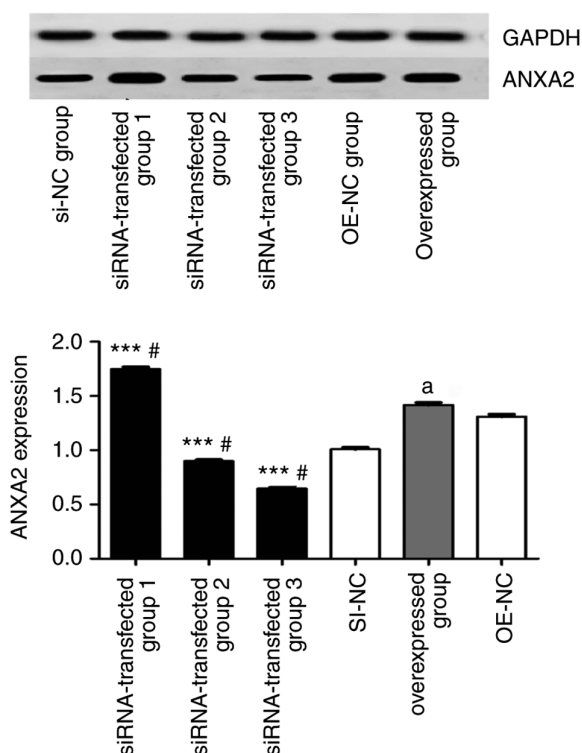 GAPDH
ANXA2
si-NC group
siRNA-transfected
group 1
siRNA-transfected
group 2
siRNA-transfected
group 3
OE-NC group
Overexpressed
group
ANXA2 expression
2.0
1.5
1.0
0.5
0.0
*** #
*** #
*** #
a
siRNA-transfected
group 1
siRNA-transfected
group 2
siRNA-transfected
group 3
SI-NC
overexpressed
group
OE-NC